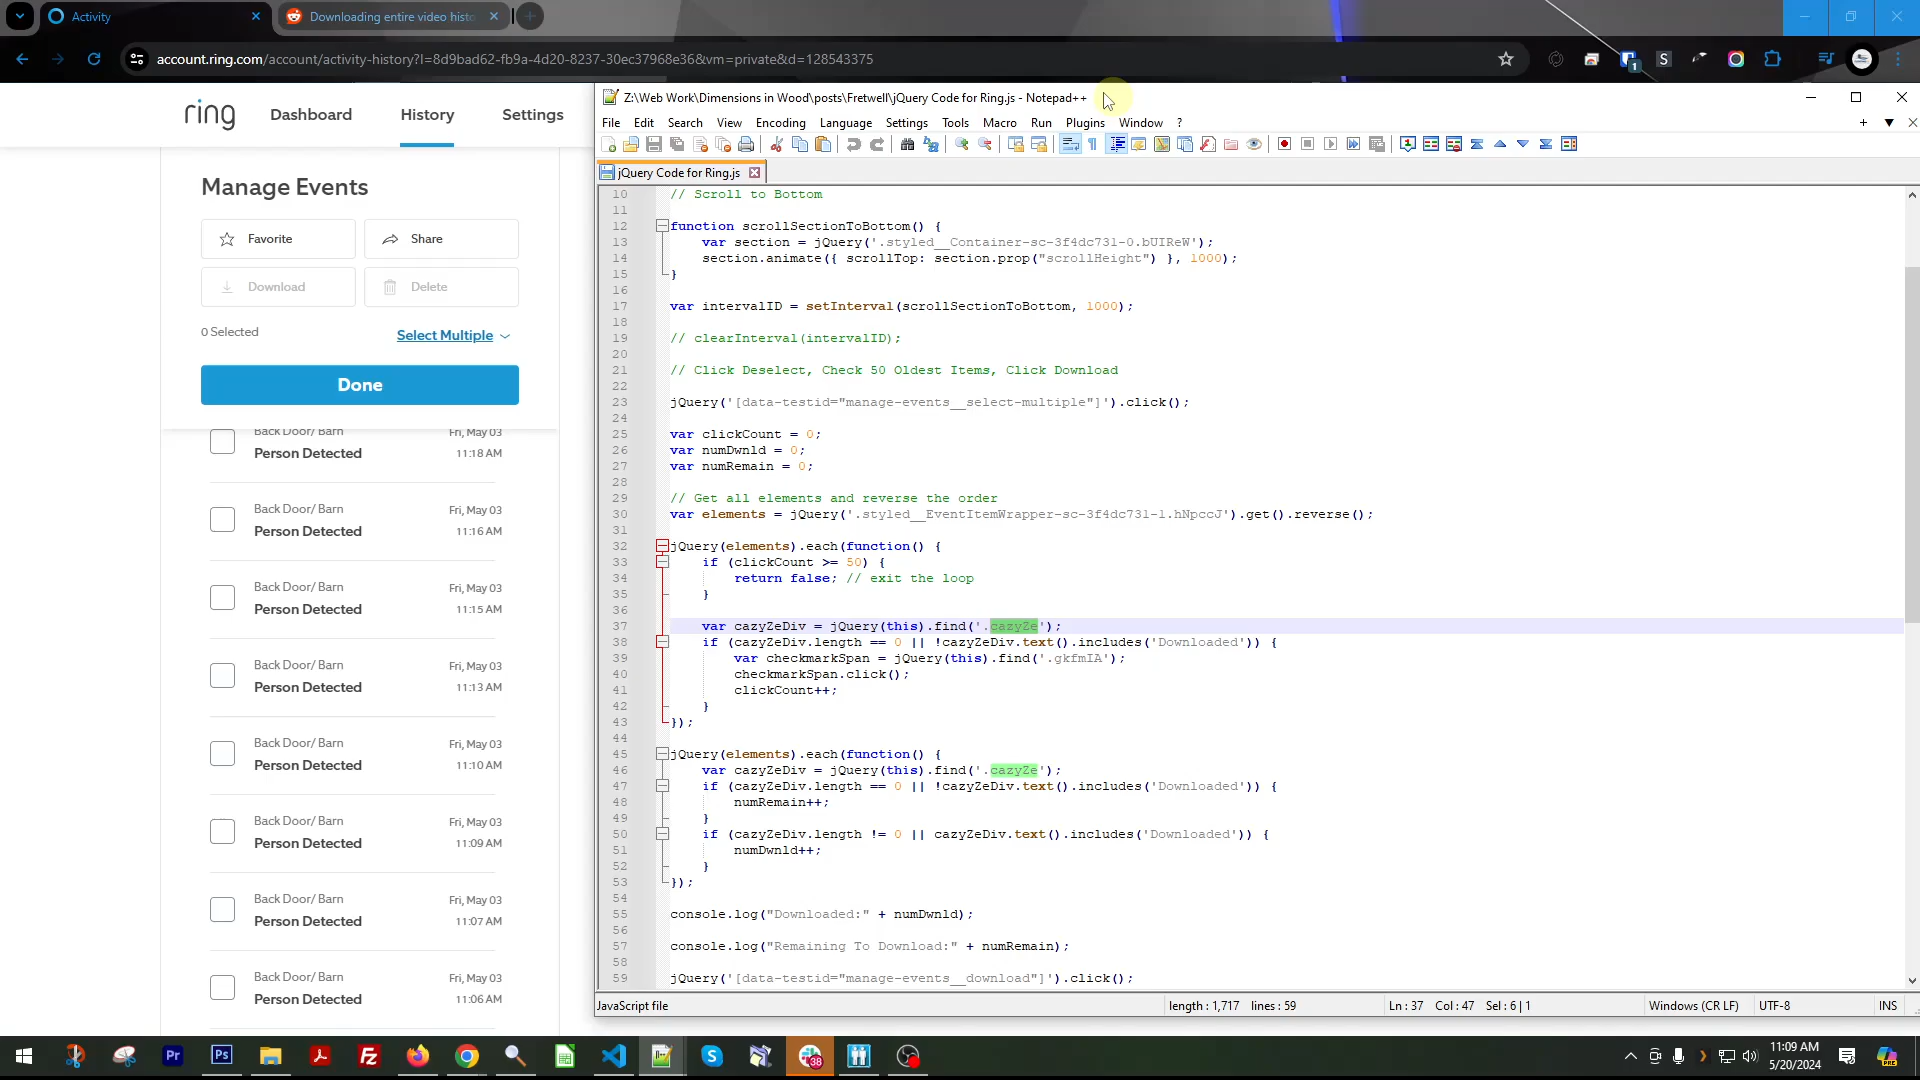 Activity
Downloading entire video histo
account.ring.com/account/activity-history?l=8d9bad62-fb9a-4d20-8237-30ec37968e36&vm=private&d=128543375
ring
Dashboard
History
Settings
Manage Events
Favorite
Share
Download
Delete
0 Selected
Select Multiple
Done
Back Door/ Barn
Fri, May 03
Person Detected
11:18 AM
Back Door/ Barn
Fri, May 03
Person Detected
11:16 AM
Back Door/ Barn
Fri, May 03
Person Detected
11:15 AM
Back Door/ Barn
Fri, May 03
Person Detected
11:13 AM
Back Door/ Barn
Fri, May 03
Person Detected
11:10 AM
Back Door/ Barn
Fri, May 03
Person Detected
11:09 AM
Back Door/ Barn
Fri, May 03
Person Detected
11:07 AM
Back Door/ Barn
Fri, May 03
Person Detected
11:06 AM
Z:\Web Work\Dimensions in Wood\posts\Fretwell\jQuery Code for Ring.js - Notepad++
File Edit Search View Encoding Language Settings Tools Macro Run Plugins Window ?
jQuery Code for Ring.js
10 // Scroll to Bottom
11
12 function scrollSectionToBottom() {
13 var section = jQuery('.styled__Container-sc-3f4dc731-0.bUIReW');
14 section.animate({ scrollTop: section.prop("scrollHeight") }, 1000);
15 }
16
17 var intervalID = setInterval(scrollSectionToBottom, 1000);
18
19 // clearInterval(intervalID);
20
21 // Click Deselect, Check 50 Oldest Items, Click Download
22
23 jQuery('[data-testid="manage-events__select-multiple"]').click();
24
25 var clickCount = 0;
26 var numDwnld = 0;
27 var numRemain = 0;
28
29 // Get all elements and reverse the order
30 var elements = jQuery('.styled__EventItemWrapper-sc-3f4dc731-1.hNpccJ').get().reverse();
31
32 jQuery(elements).each(function() {
33 if (clickCount >= 50) {
34 return false; // exit the loop
35 }
36
37 var cazyZeDiv = jQuery(this).find('.cazyZe');
38 if (cazyZeDiv.length == 0 || !cazyZeDiv.text().includes('Downloaded')) {
39 var checkmarkSpan = jQuery(this).find('.gkfmIA');
40 checkmarkSpan.click();
41 clickCount++;
42 }
43 });
44
45 jQuery(elements).each(function() {
46 var cazyZeDiv = jQuery(this).find('.cazyZe');
47 if (cazyZeDiv.length == 0 || !cazyZeDiv.text().includes('Downloaded')) {
48 numRemain++;
49 }
50 if (cazyZeDiv.length != 0 || cazyZeDiv.text().includes('Downloaded')) {
51 numDwnld++;
52 }
53 });
54
55 console.log("Downloaded:" + numDwnld);
56
57 console.log("Remaining To Download:" + numRemain);
58
59 jQuery('[data-testid="manage-events__download"]').click();
JavaScript file
length : 1,717 lines : 59
Ln : 37 Col : 47 Sel : 6 | 1
Windows (CR LF)
UTF-8
INS
Pr
Ps
38
11:09 AM
5/20/2024